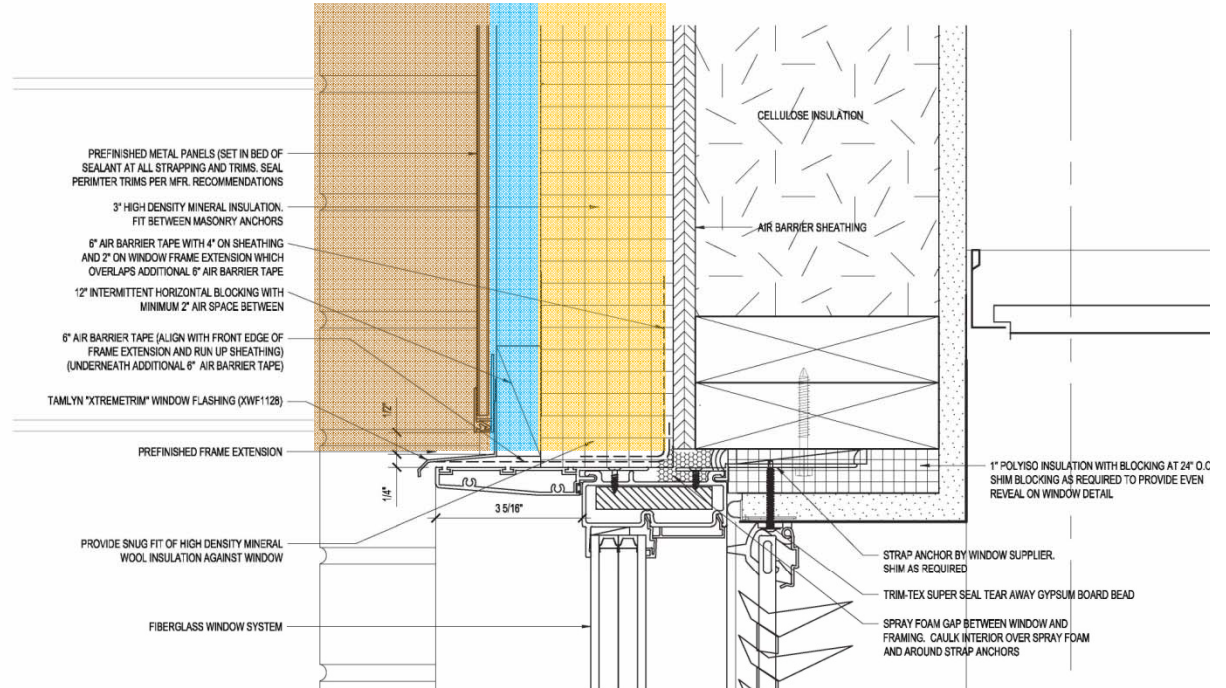 PREFINISHED METAL PANELS (SET IN BED OF
SEALANT AT ALL STRAPPING AND TRIMS. SEAL
PERIMTER TRIMS PER MFR. RECOMMENDATIONS
3" HIGH DENSITY MINERAL INSULATION.
FIT BETWEEN MASONRY ANCHORS
6" AIR BARRIER TAPE WITH 4" ON SHEATHING
AND 2" ON WINDOW FRAME EXTENSION WHICH
OVERLAPS ADDITIONAL 6" AIR BARRIER TAPE
12" INTERMITTENT HORIZONTAL BLOCKING WITH
MINIMUM 2" AIR SPACE BETWEEN
6" AIR BARRIER TAPE (ALIGN WITH FRONT EDGE OF
FRAME EXTENSION AND RUN UP SHEATHING)
(UNDERNEATH ADDITIONAL 6" AIR BARRIER TAPE)
TAMLYN "XTREMETRIM" WINDOW FLASHING (XWF1128)
PREFINISHED FRAME EXTENSION
PROVIDE SNUG FIT OF HIGH DENSITY MINERAL
WOOL INSULATION AGAINST WINDOW
FIBERGLASS WINDOW SYSTEM
1/2"
1/4"
3 5/16"
CELLULOSE INSULATION
AIR BARRIER SHEATHING
1" POLYISO INSULATION WITH BLOCKING AT 24" O.C
SHIM BLOCKING AS REQUIRED TO PROVIDE EVEN
REVEAL ON WINDOW DETAIL
STRAP ANCHOR BY WINDOW SUPPLIER.
SHIM AS REQUIRED
TRIM-TEX SUPER SEAL TEAR AWAY GYPSUM BOARD BEAD
SPRAY FOAM GAP BETWEEN WINDOW AND
FRAMING. CAULK INTERIOR OVER SPRAY FOAM
AND AROUND STRAP ANCHORS